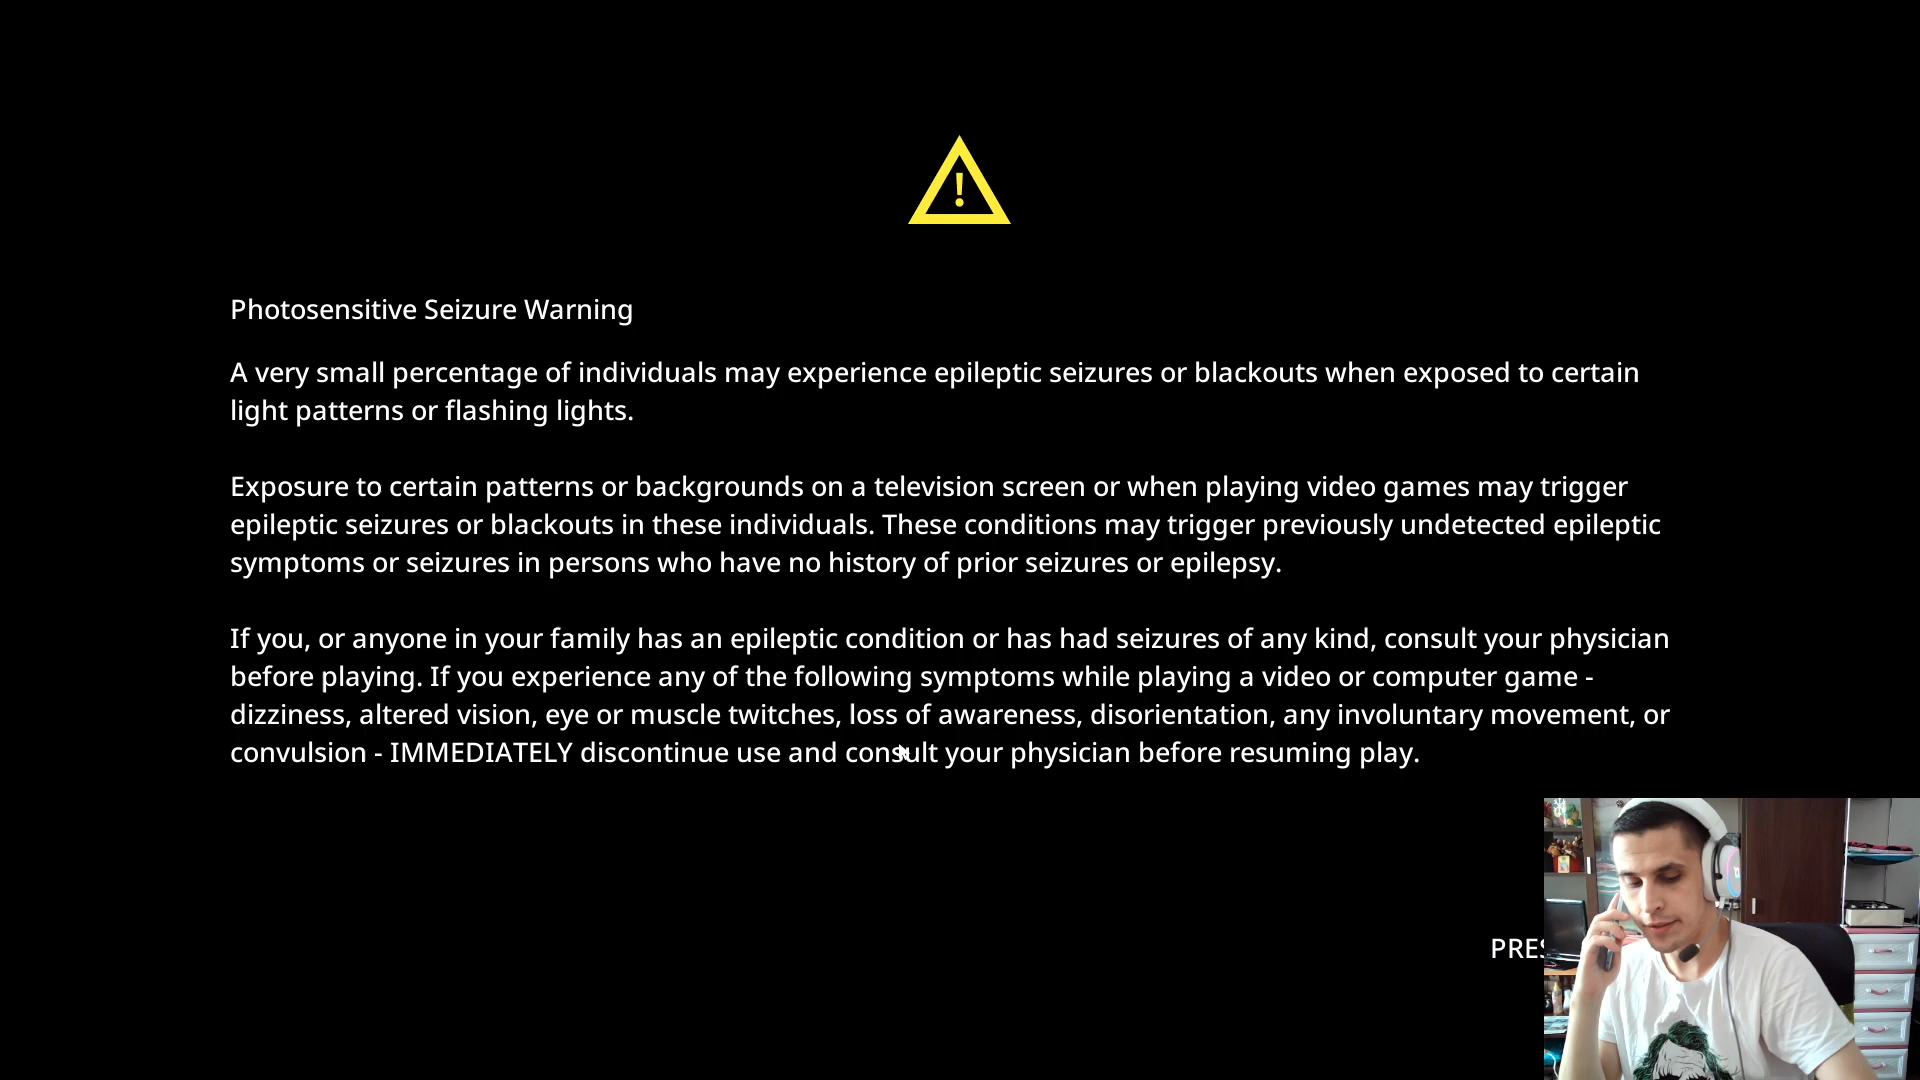 Photosensitive Seizure Warning
A very small percentage of individuals may experience epileptic seizures or blackouts when exposed to certain
light patterns or flashing lights.
Exposure to certain patterns or backgrounds on a television screen or when playing video games may trigger
epileptic seizures or blackouts in these individuals. These conditions may trigger previously undetected epileptic
symptoms or seizures in persons who have no history of prior seizures or epilepsy.
If you, or anyone in your family has an epileptic condition or has had seizures of any kind, consult your physician
before playing. If you experience any of the following symptoms while playing a video or computer game -
dizziness, altered vision, eye or muscle twitches, loss of awareness, disorientation, any involuntary movement, or
convulsion - IMMEDIATELY discontinue use and consult your physician before resuming play.